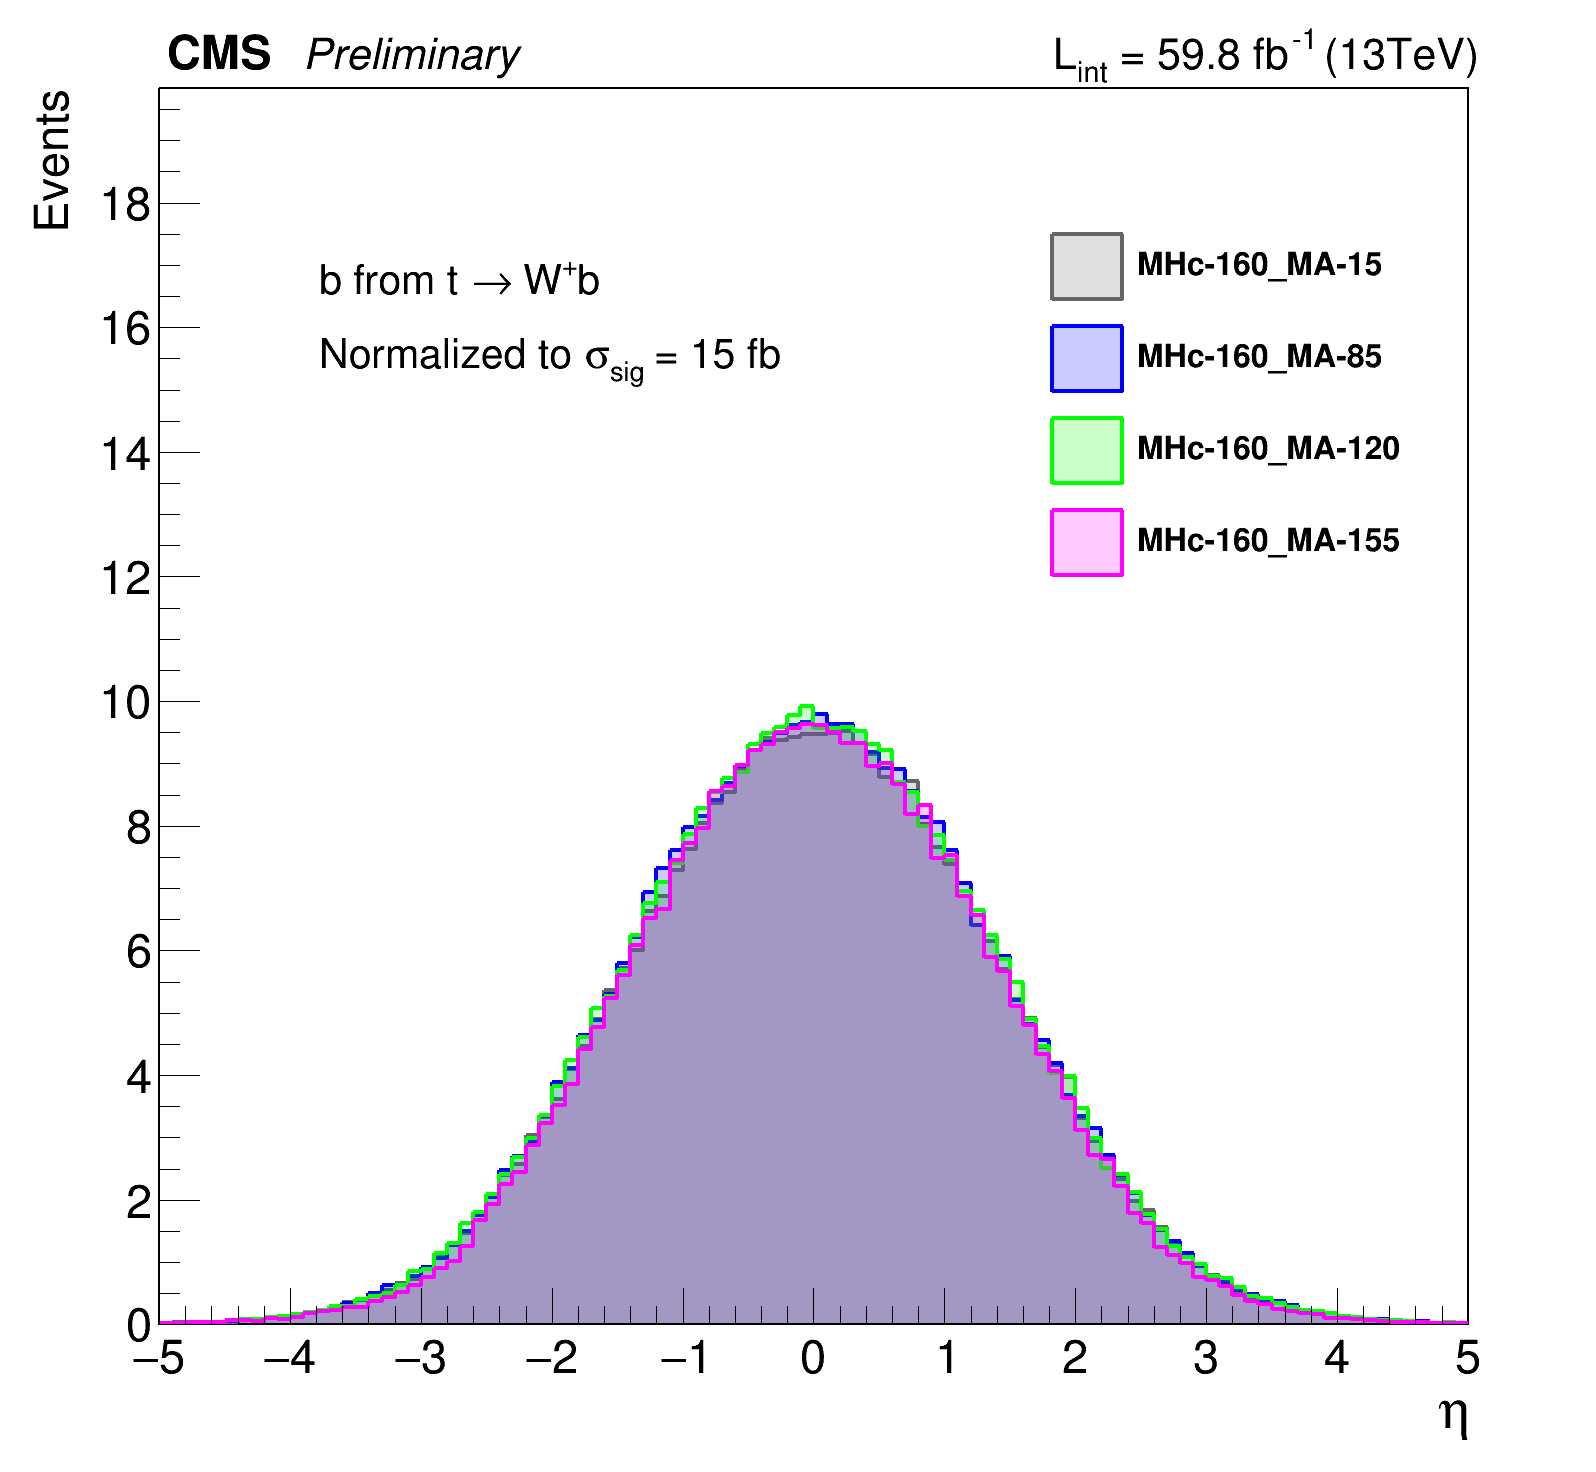 CMS Preliminary
L_int = 59.8 fb^-1 (13TeV)
Events
b from t → W⁺b
Normalized to σ_sig = 15 fb
MHc-160_MA-15
MHc-160_MA-85
MHc-160_MA-120
MHc-160_MA-155
18
16
14
12
10
8
6
4
2
0
−5 −4 −3 −2 −1 0 1 2 3 4 5
η